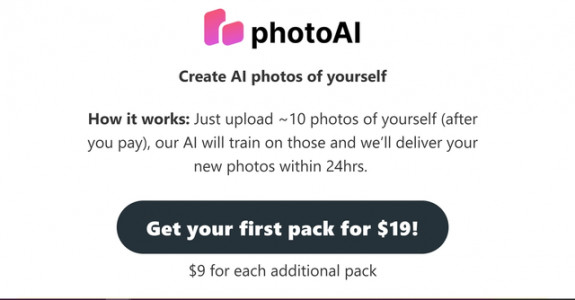 photoAI
Create AI photos of yourself
How it works: Just upload ~10 photos of yourself (after
you pay), our AI will train on those and we’ll deliver your
new photos within 24hrs.
Get your first pack for $19!
$9 for each additional pack